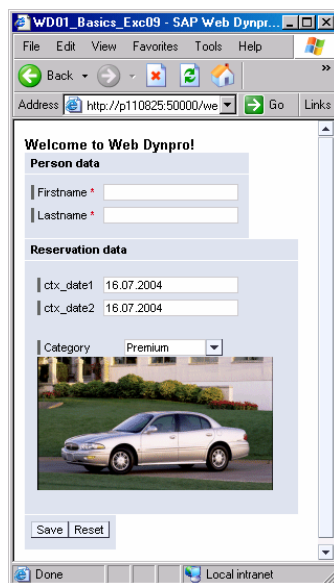 WD01_Basics_Exc09 - SAP Web Dynpr...
File Edit View Favorites Tools Help
Back
Address http://p110825:50000/we Go Links
Welcome to Web Dynpro!
Person data
Firstname *
Lastname *
Reservation data
ctx_date1 16.07.2004
ctx_date2 16.07.2004
Category Premium
Save Reset
Done Local intranet